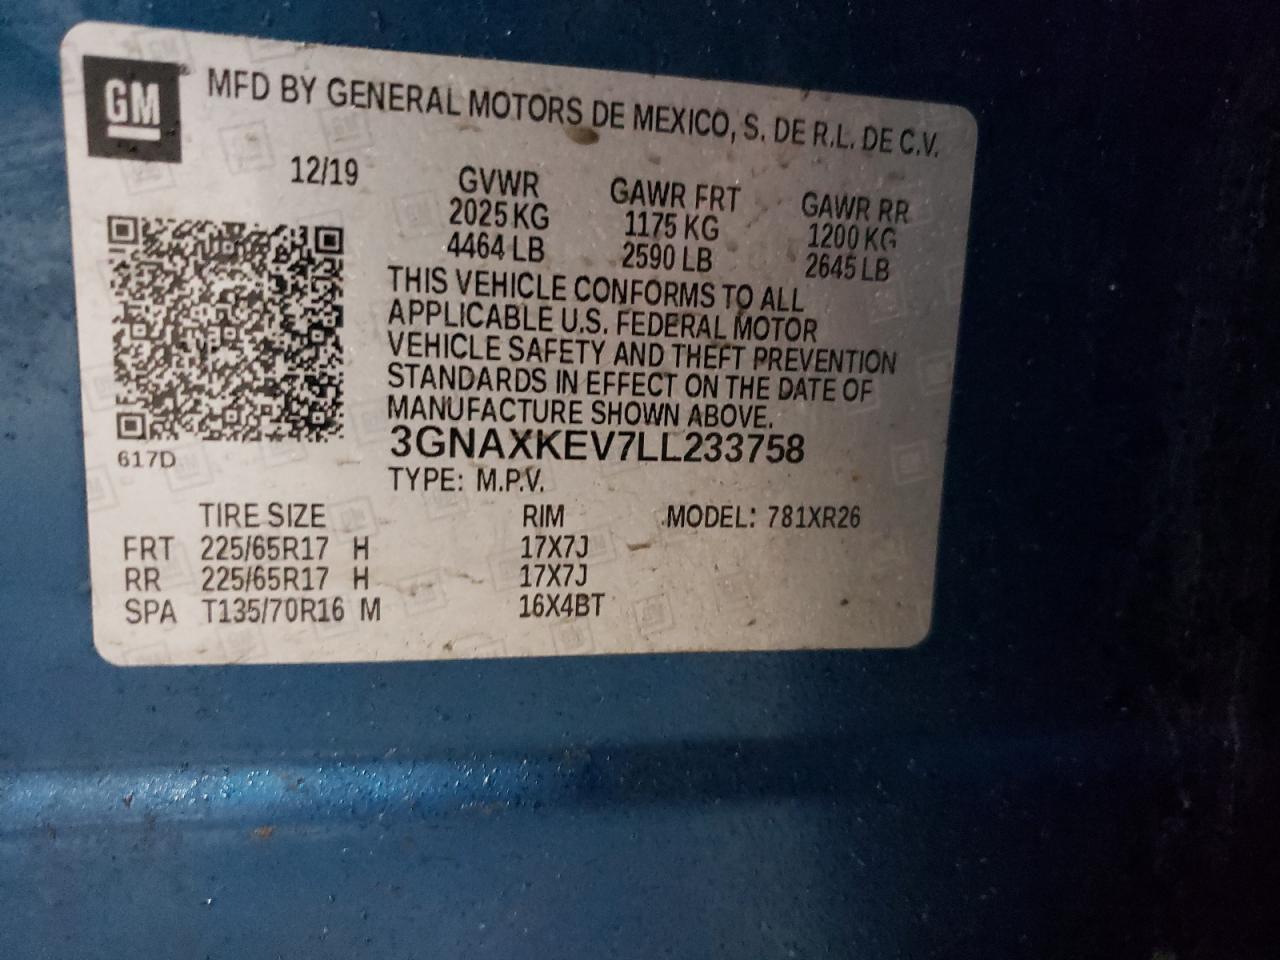 GM
MFD BY GENERAL MOTORS DE MEXICO, S. DE R.L. DE C.V.
12/19
GVWR GAWR FRT GAWR RR
2025 KG 1175 KG 1200 KG
4464 LB 2590 LB 2645 LB
THIS VEHICLE CONFORMS TO ALL
APPLICABLE U.S. FEDERAL MOTOR
VEHICLE SAFETY AND THEFT PREVENTION
STANDARDS IN EFFECT ON THE DATE OF
MANUFACTURE SHOWN ABOVE.
3GNAXKEV7LL233758
617D
TYPE: M.P.V.
TIRE SIZE RIM MODEL: 781XR26
FRT 225/65R17 H 17X7J
RR 225/65R17 H 17X7J
SPA T135/70R16 M 16X4BT